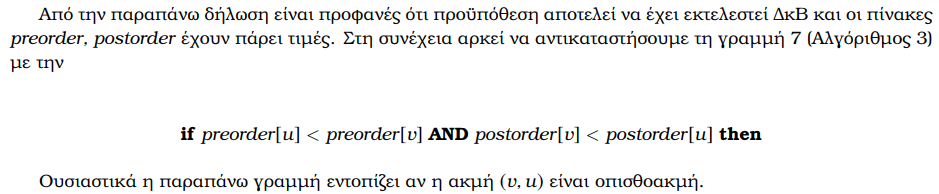 Από την παραπάνω δήλωση είναι προφανές ότι προϋπόθεση αποτελεί να έχει εκτελεστεί ΔκΒ και οι πίνακες
preorder, postorder έχουν πάρει τιμές. Στη συνέχεια αρκεί να αντικαταστήσουμε τη γραμμή 7 (Αλγόριθμος 3)
με την
if preorder[u] < preorder[v] AND postorder[v] < postorder[u] then
Ουσιαστικά η παραπάνω γραμμή εντοπίζει αν η ακμή (v, u) είναι οπισθοακμή.